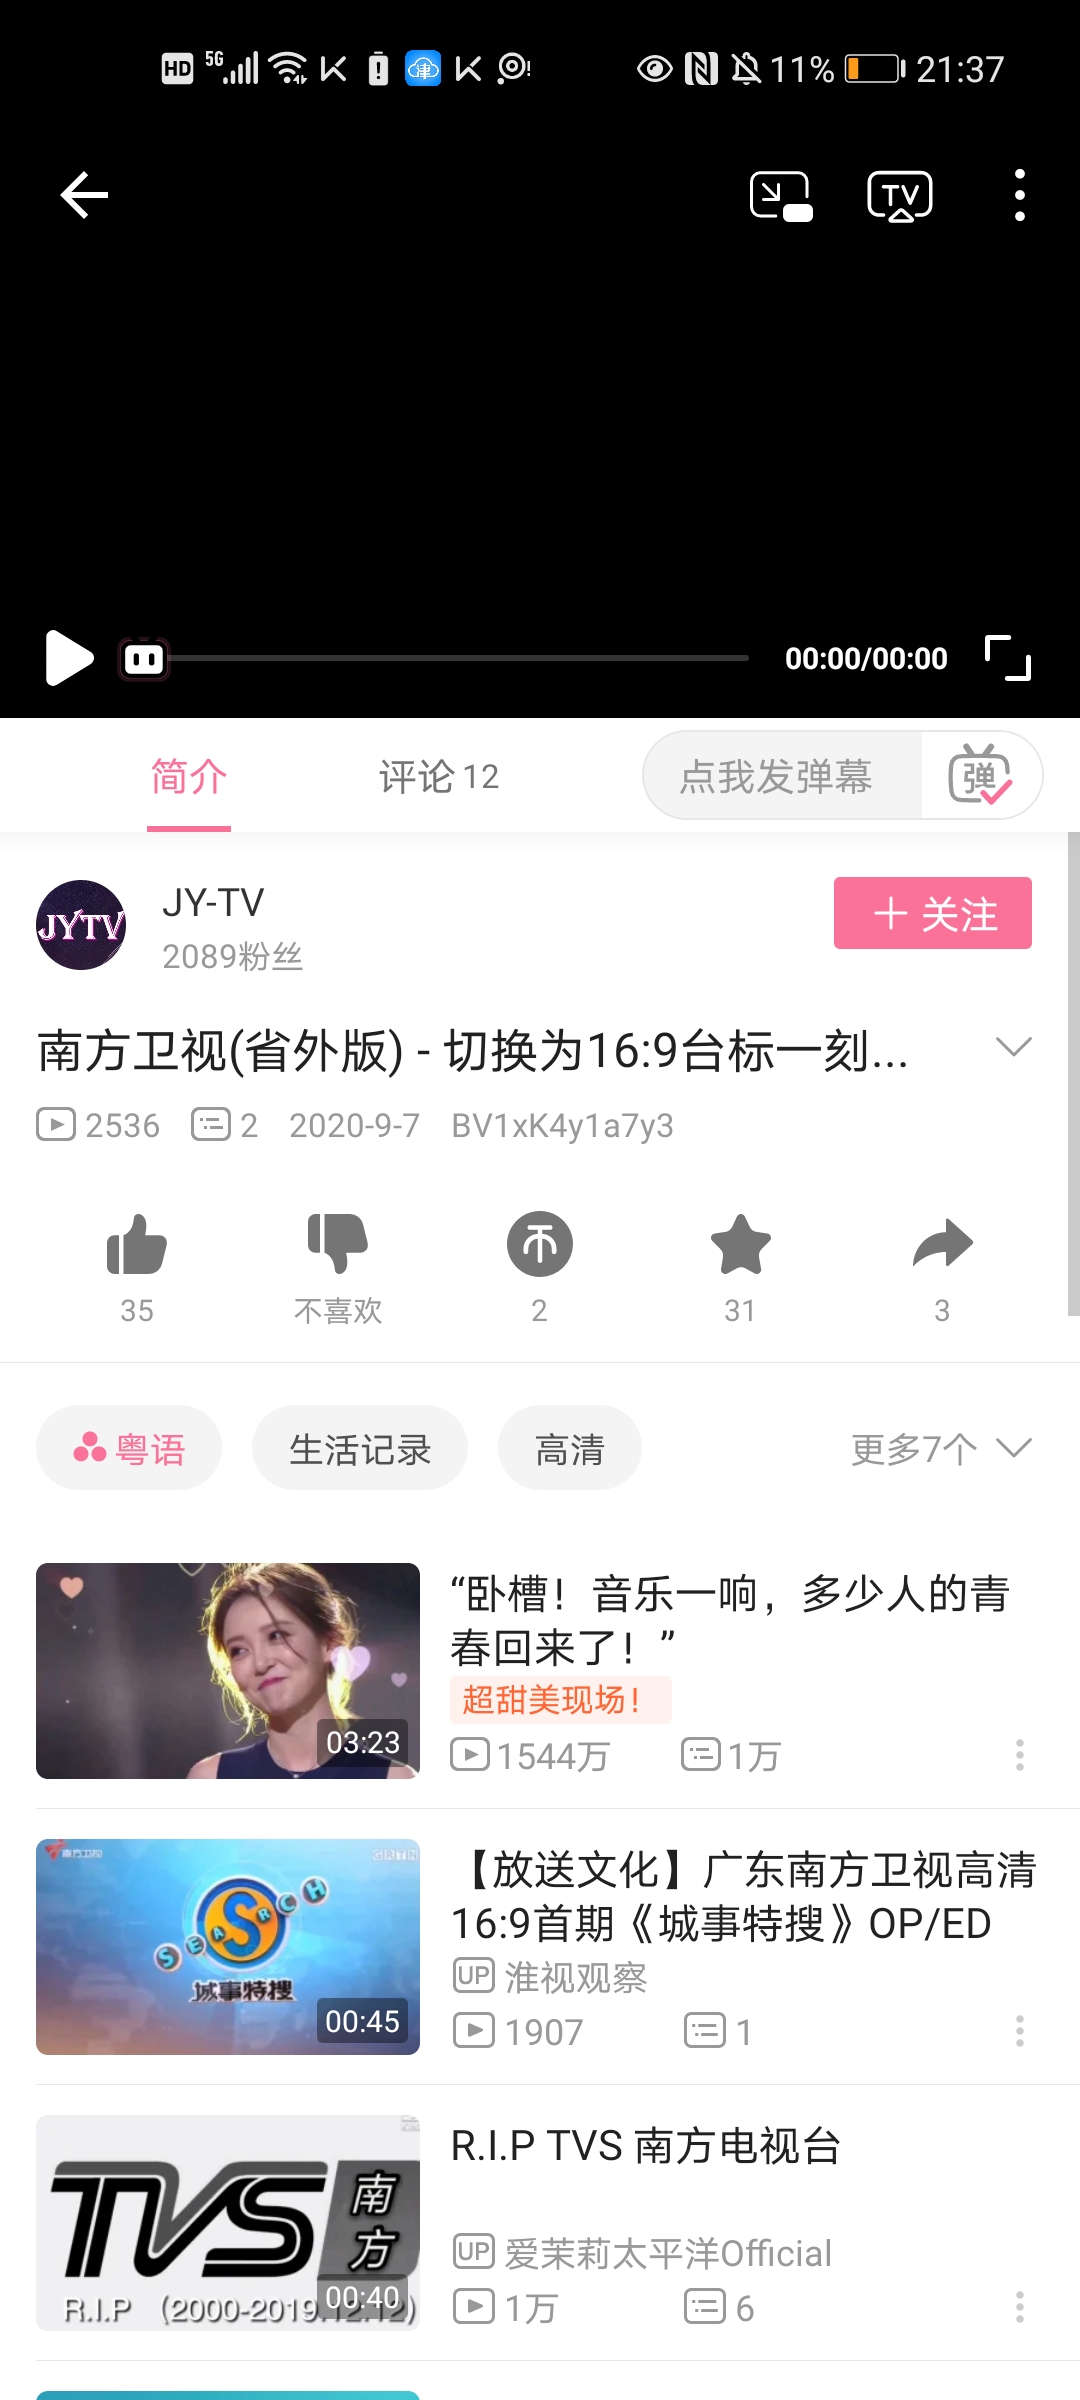 HD 5G 津 11% 21:37
TV
00:00/00:00
简介 评论 12 点我发弹幕 弹
JYTV
JY-TV
2089粉丝
关注
南方卫视(省外版) - 切换为16:9台标一刻...
2536 2 2020-9-7 BV1xK4y1a7y3
35 不喜欢 2 31 3
粤语 生活记录 高清 更多7个
“卧槽！音乐一响，多少人的青
春回来了！”
超甜美现场！
03:23
1544万 1万
南方卫视 GRTN
SEARCH
S
城事特搜
00:45
【放送文化】广东南方卫视高清
16:9首期《城事特搜》OP/ED
UP 淮视观察
1907 1
TVS
南方
R.I.P (2000-2019.12.12)
00:40
R.I.P TVS 南方电视台
UP 爱茉莉太平洋Official
1万 6